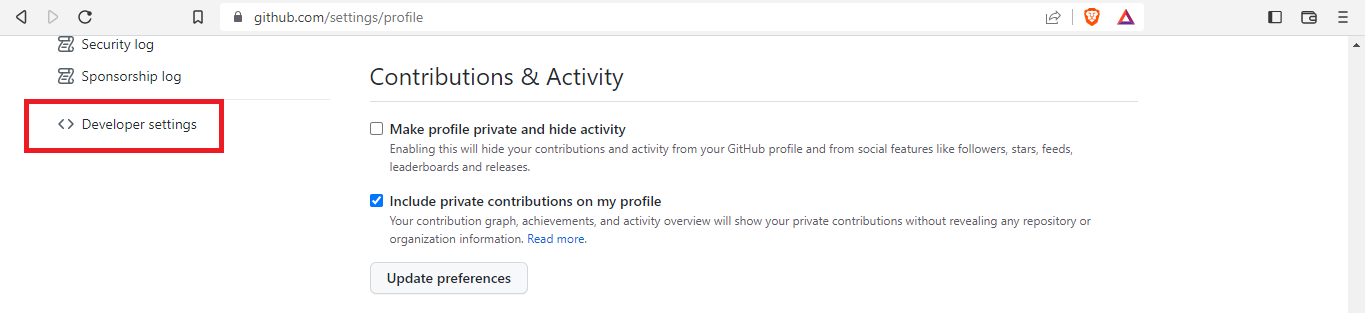 github.com/settings/profile
Security log
Sponsorship log
Developer settings
Contributions & Activity
Make profile private and hide activity
Enabling this will hide your contributions and activity from your GitHub profile and from social features like followers, stars, feeds,
leaderboards and releases.
Include private contributions on my profile
Your contribution graph, achievements, and activity overview will show your private contributions without revealing any repository or
organization information. Read more.
Update preferences